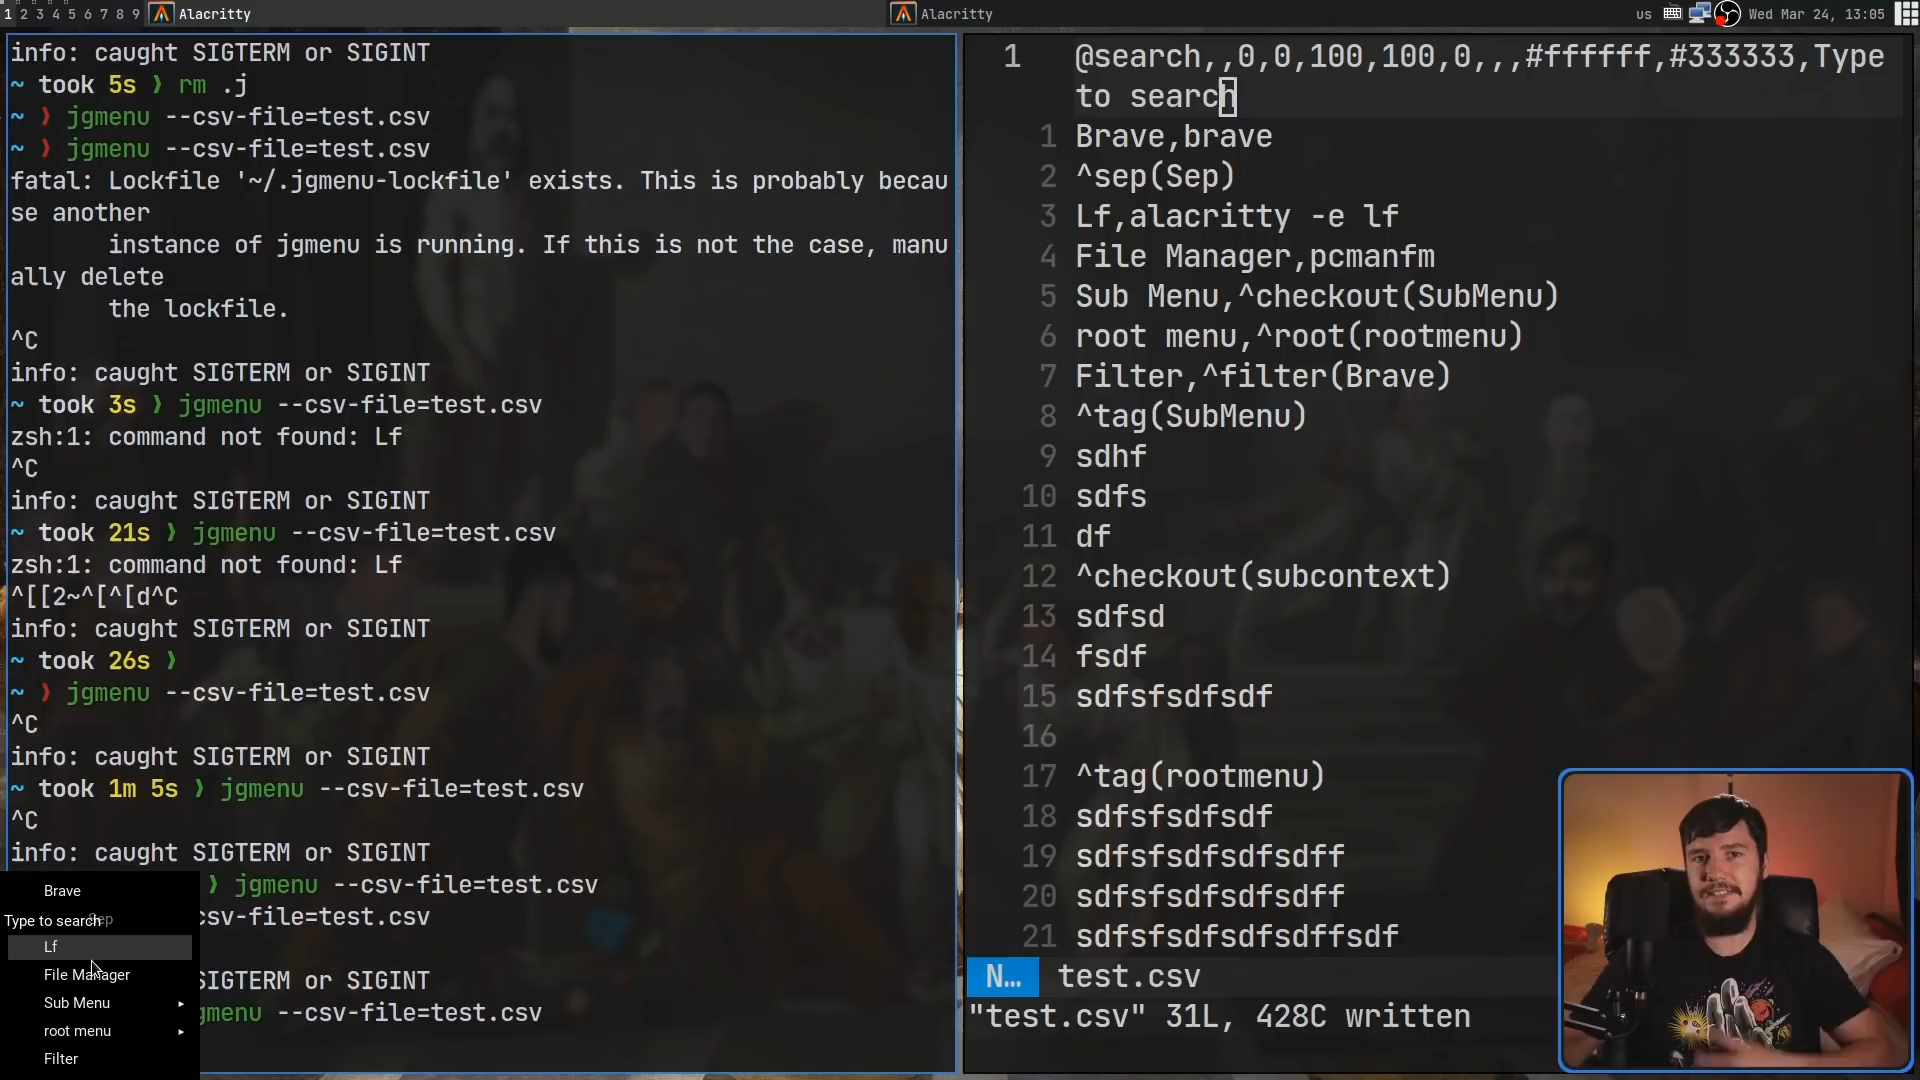 1 2 3 4 5 6 7 8 9 Alacritty Alacritty us Wed Mar 24, 13:05
info: caught SIGTERM or SIGINT
~ took 5s ❯ rm .j
~ ❯ jgmenu --csv-file=test.csv
~ ❯ jgmenu --csv-file=test.csv
fatal: Lockfile '~/.jgmenu-lockfile' exists. This is probably becau
se another
instance of jgmenu is running. If this is not the case, manu
ally delete
the lockfile.
^C
info: caught SIGTERM or SIGINT
~ took 3s ❯ jgmenu --csv-file=test.csv
zsh:1: command not found: Lf
^C
info: caught SIGTERM or SIGINT
~ took 21s ❯ jgmenu --csv-file=test.csv
zsh:1: command not found: Lf
^[[2~^[^[d^C
info: caught SIGTERM or SIGINT
~ took 26s ❯
~ ❯ jgmenu --csv-file=test.csv
^C
info: caught SIGTERM or SIGINT
~ took 1m 5s ❯ jgmenu --csv-file=test.csv
^C
info: caught SIGTERM or SIGINT
❯ jgmenu --csv-file=test.csv
csv-file=test.csv
SIGTERM or SIGINT
gmenu --csv-file=test.csv
Brave
Type to search
Sep
Lf
File Manager
Sub Menu
root menu
Filter
1 @search,,0,0,100,100,0,,,#ffffff,#333333,Type
to search
1 Brave,brave
2 ^sep(Sep)
3 Lf,alacritty -e lf
4 File Manager,pcmanfm
5 Sub Menu,^checkout(SubMenu)
6 root menu,^root(rootmenu)
7 Filter,^filter(Brave)
8 ^tag(SubMenu)
9 sdhf
10 sdfs
11 df
12 ^checkout(subcontext)
13 sdfsd
14 fsdf
15 sdfsfsdfsdf
16
17 ^tag(rootmenu)
18 sdfsfsdfsdf
19 sdfsfsdfsdfsdff
20 sdfsfsdfsdfsdff
21 sdfsfsdfsdfsdffsdf
N… test.csv
"test.csv" 31L, 428C written